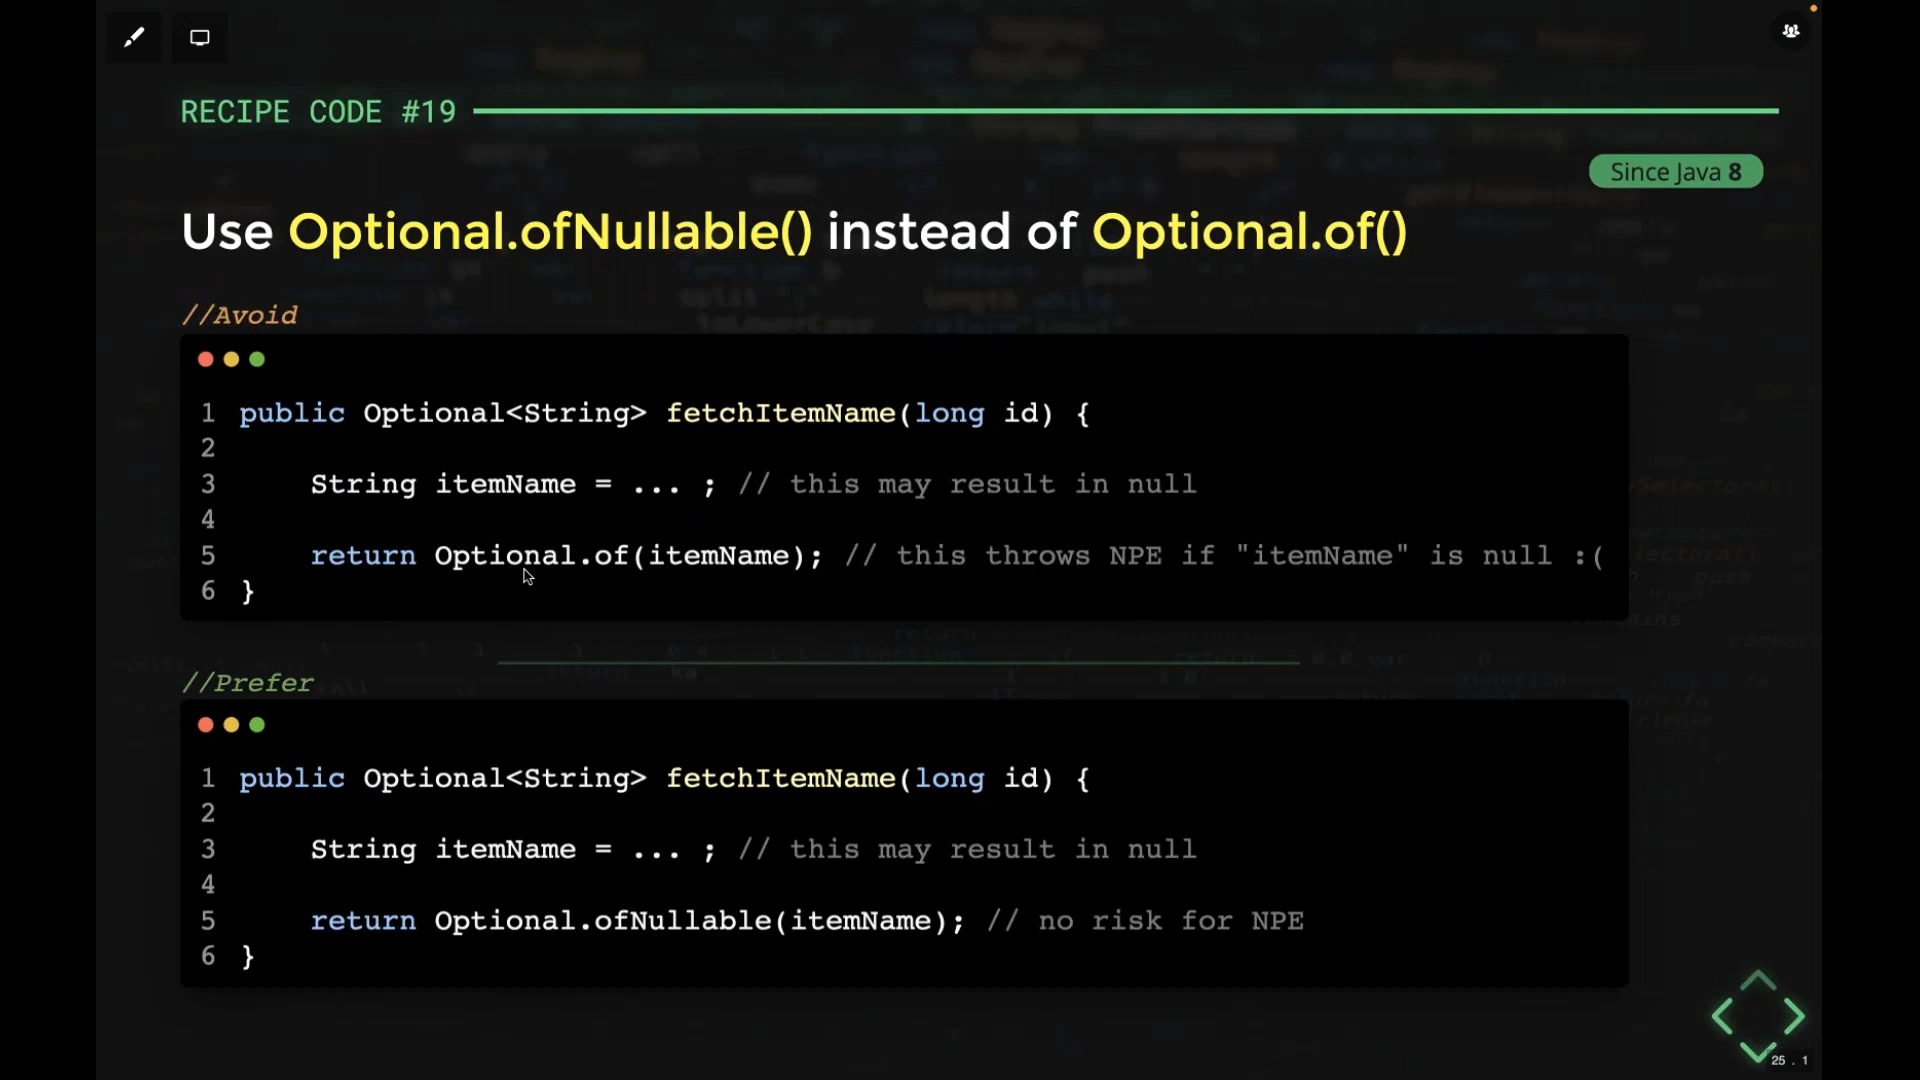 RECIPE CODE #19
Since Java 8
Use Optional.ofNullable() instead of Optional.of()
//Avoid
1 public Optional<String> fetchItemName(long id) {
2
3 String itemName = ... ; // this may result in null
4
5 return Optional.of(itemName); // this throws NPE if "itemName" is null :(
6 }
//Prefer
1 public Optional<String> fetchItemName(long id) {
2
3 String itemName = ... ; // this may result in null
4
5 return Optional.ofNullable(itemName); // no risk for NPE
6 }
25 . 1